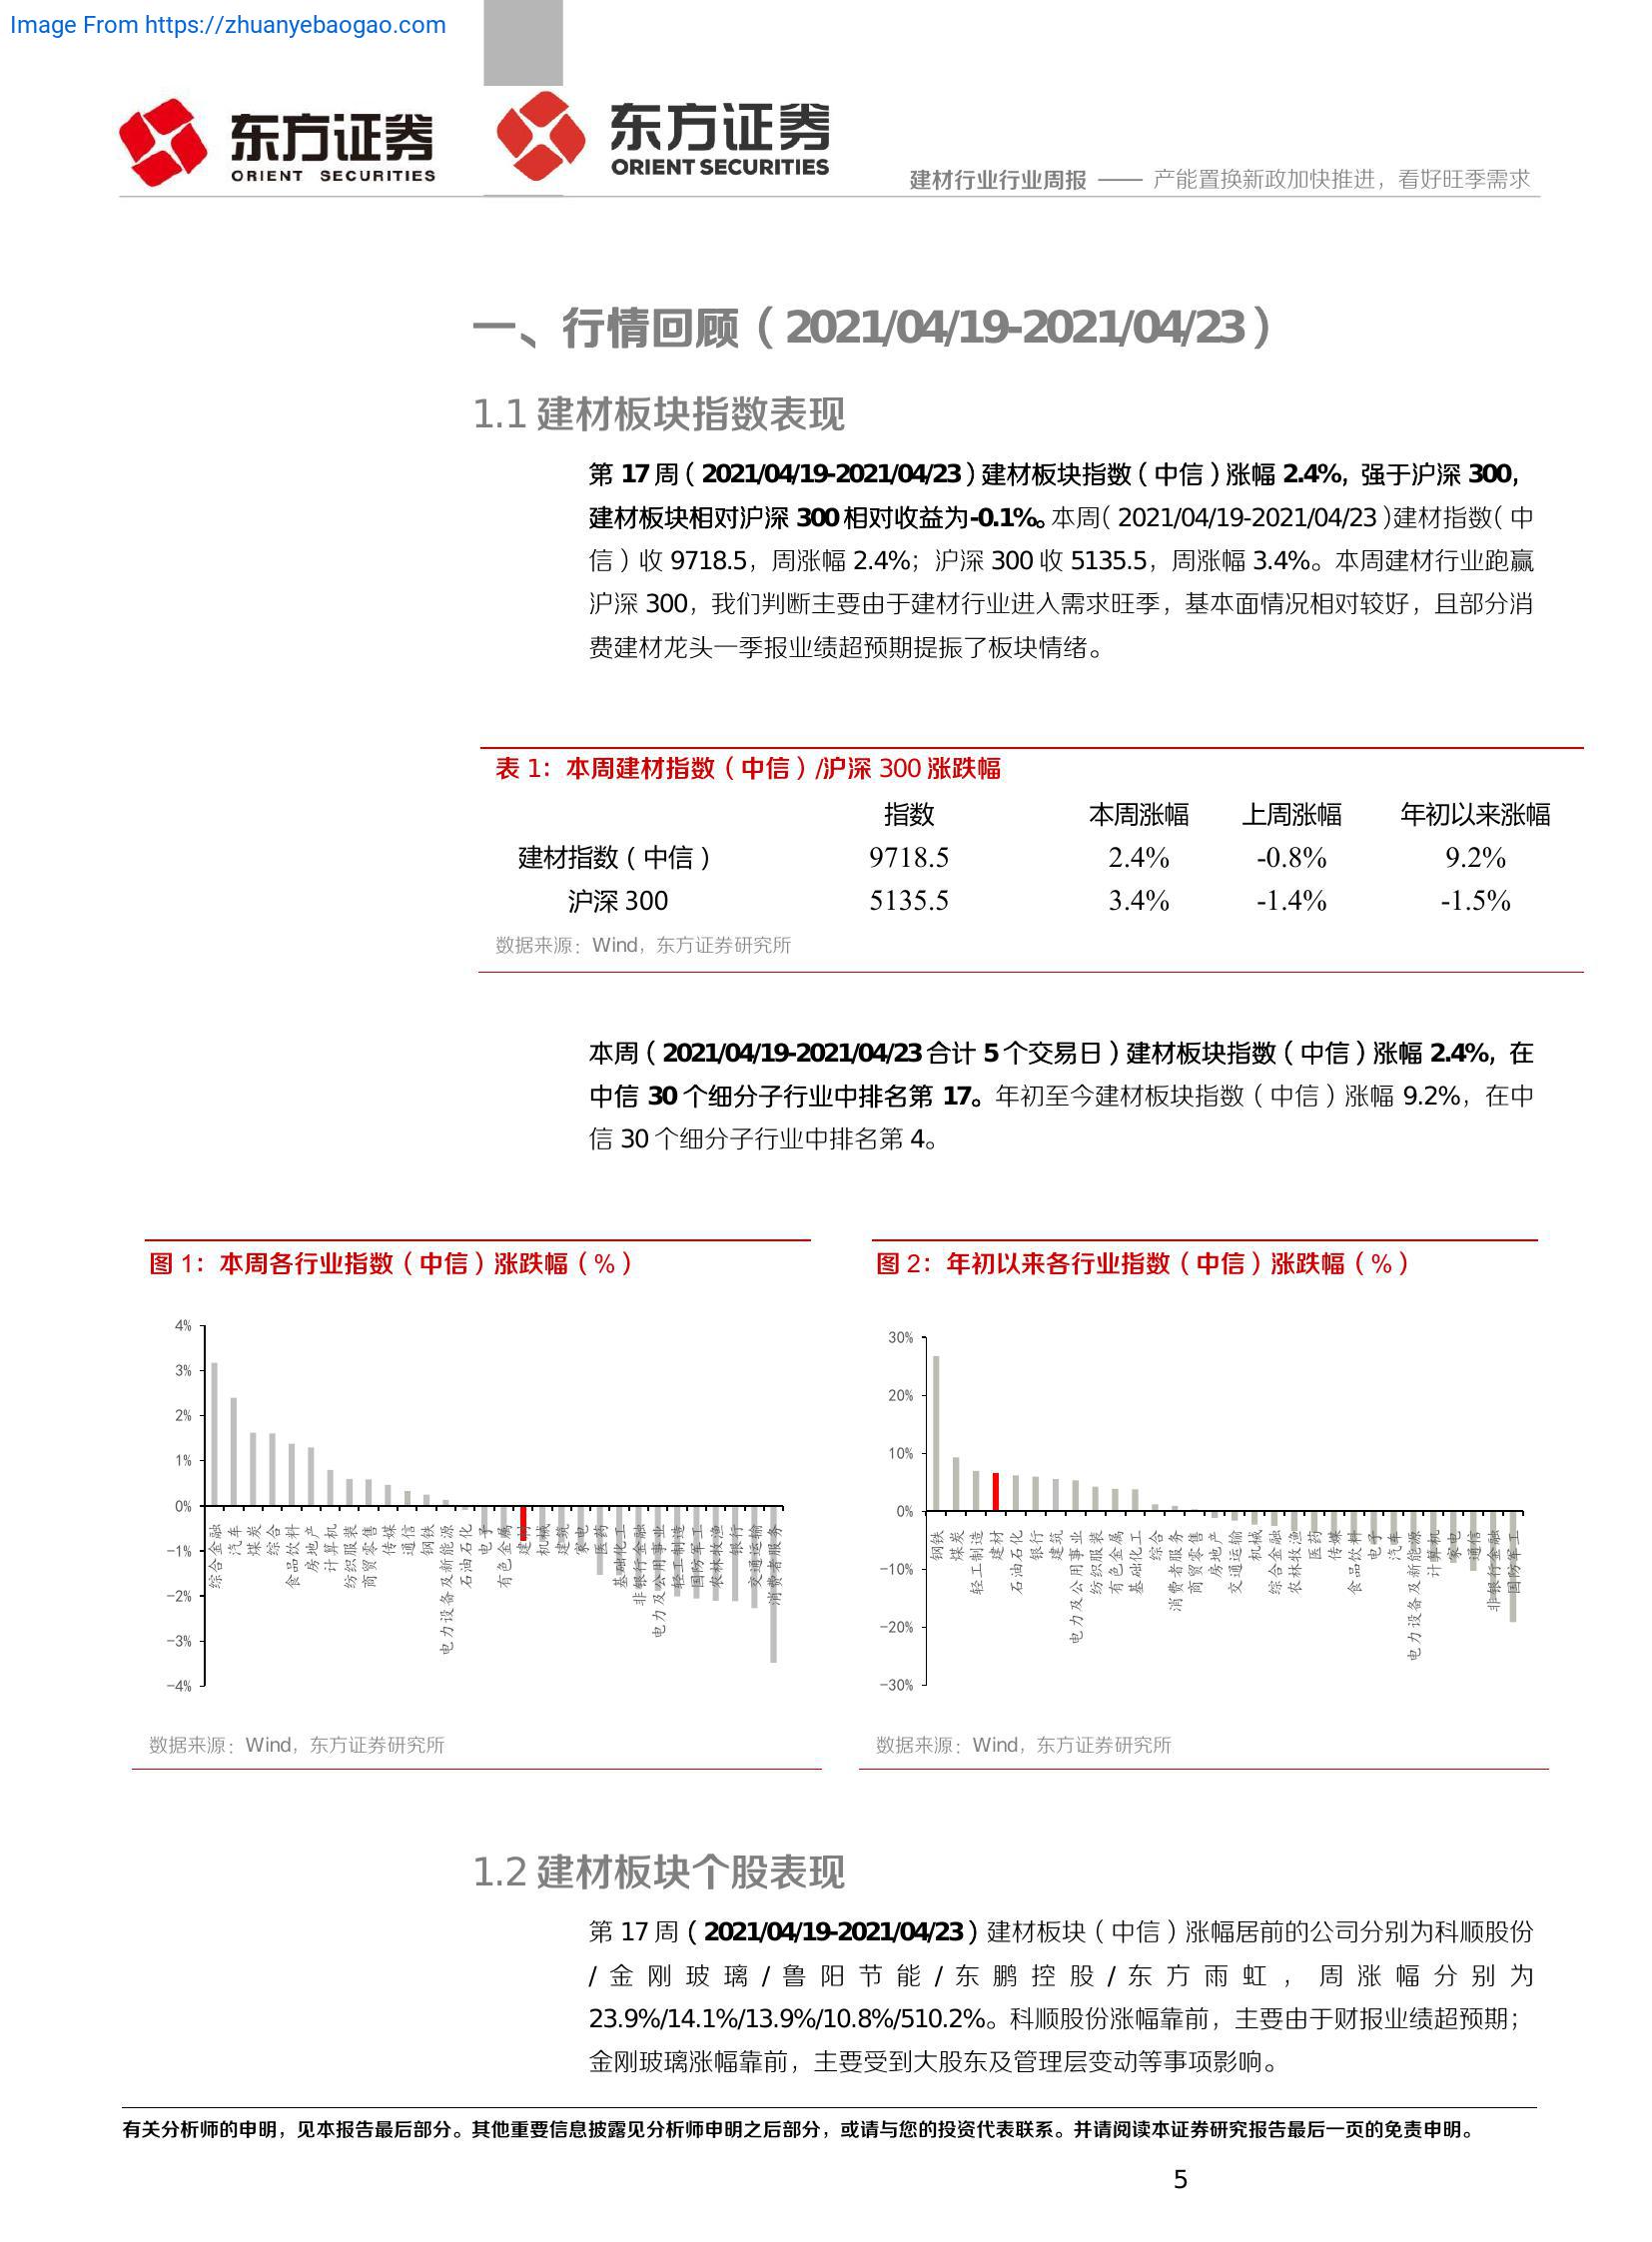 Image From https://zhuanyebaogao.com
东方证券
ORIENT SECURITIES
东方证券
ORIENT SECURITIES
建材行业行业周报 —— 产能置换新政加快推进，看好旺季需求
一、行情回顾（2021/04/19-2021/04/23）
1.1 建材板块指数表现
第 17 周（2021/04/19-2021/04/23）建材板块指数（中信）涨幅 2.4%，强于沪深 300，
建材板块相对沪深 300 相对收益为-0.1%。本周（2021/04/19-2021/04/23）建材指数（中
信）收 9718.5，周涨幅 2.4%；沪深 300 收 5135.5，周涨幅 3.4%。本周建材行业跑赢
沪深 300，我们判断主要由于建材行业进入需求旺季，基本面情况相对较好，且部分消
费建材龙头一季报业绩超预期提振了板块情绪。
表 1：本周建材指数（中信）/沪深 300 涨跌幅
指数 本周涨幅 上周涨幅 年初以来涨幅
建材指数（中信） 9718.5 2.4% -0.8% 9.2%
沪深 300 5135.5 3.4% -1.4% -1.5%
数据来源：Wind，东方证券研究所
本周（2021/04/19-2021/04/23 合计 5 个交易日）建材板块指数（中信）涨幅 2.4%，在
中信 30 个细分子行业中排名第 17。年初至今建材板块指数（中信）涨幅 9.2%，在中
信 30 个细分子行业中排名第 4。
图 1：本周各行业指数（中信）涨跌幅（%）
4%
3%
2%
1%
0%
-1%
-2%
-3%
-4%
综合金融
汽车
煤炭
综合
食品饮料
房地产
计算机
纺织服装
商贸零售
传媒
通信
钢铁
电力设备及新能源
石油石化
电子
有色金属
建材
机械
建筑
家电
医药
基础化工
非银行金融
电力及公用事业
轻工制造
国防军工
农林牧渔
银行
交通运输
消费者服务
数据来源：Wind，东方证券研究所
图 2：年初以来各行业指数（中信）涨跌幅（%）
30%
20%
10%
0%
-10%
-20%
-30%
钢铁
煤炭
轻工制造
建材
石油石化
银行
建筑
电力及公用事业
纺织服装
有色金属
基础化工
综合
消费者服务
商贸零售
房地产
交通运输
机械
综合金融
农林牧渔
医药
传媒
食品饮料
电子
汽车
电力设备及新能源
计算机
家电
通信
非银行金融
国防军工
数据来源：Wind，东方证券研究所
1.2 建材板块个股表现
第 17 周（2021/04/19-2021/04/23）建材板块（中信）涨幅居前的公司分别为科顺股份
/金刚玻璃/鲁阳节能/东鹏控股/东方雨虹，周涨幅分别为
23.9%/14.1%/13.9%/10.8%/510.2%。科顺股份涨幅靠前，主要由于财报业绩超预期；
金刚玻璃涨幅靠前，主要受到大股东及管理层变动等事项影响。
有关分析师的申明，见本报告最后部分。其他重要信息披露见分析师申明之后部分，或请与您的投资代表联系。并请阅读本证券研究报告最后一页的免责申明。
5